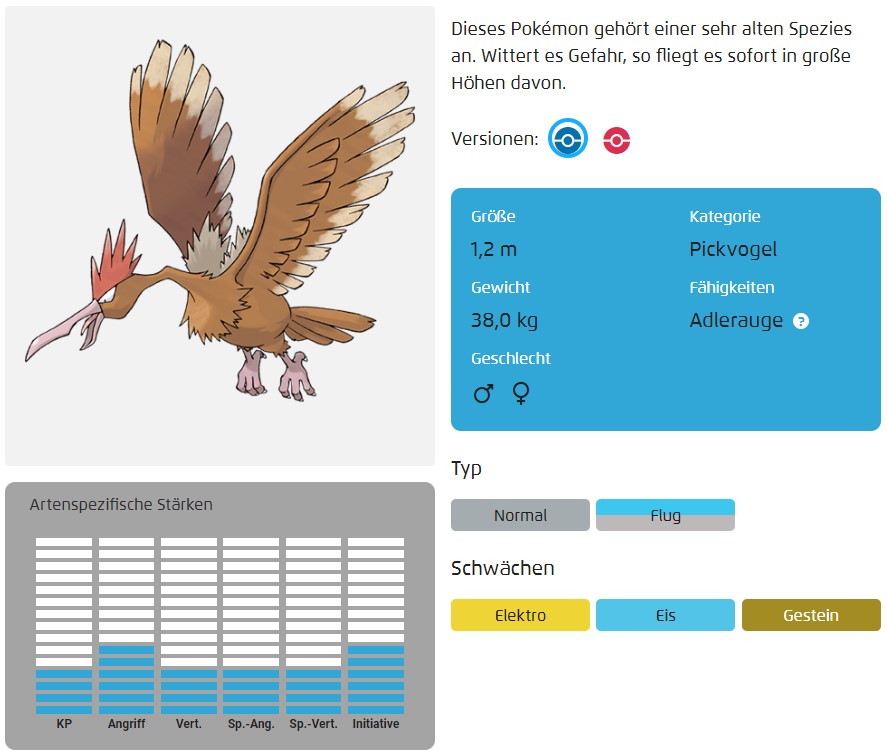 Dieses Pokémon gehört einer sehr alten Spezies
an. Wittert es Gefahr, so fliegt es sofort in große
Höhen davon.
Versionen:
Größe
1,2 m
Gewicht
38,0 kg
Geschlecht
♂ ♀
Kategorie
Pickvogel
Fähigkeiten
Adlerauge ?
Typ
Normal Flug
Schwächen
Elektro Eis Gestein
Artenspezifische Stärken
KP Angriff Vert. Sp.-Ang. Sp.-Vert. Initiative